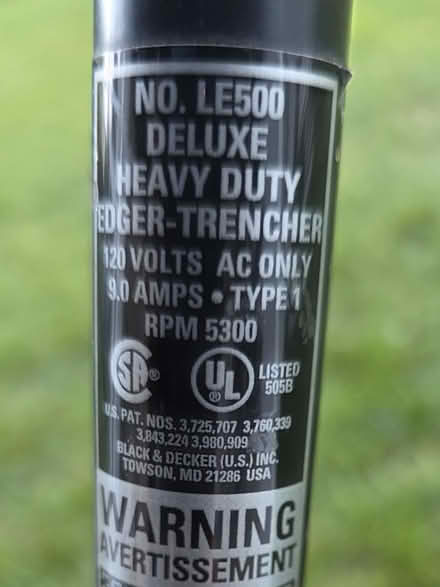 NO. LE500
DELUXE
HEAVY DUTY
EDGER-TRENCHER
120 VOLTS AC ONLY
9.0 AMPS • TYPE 1
RPM 5300
SA ® UL ® LISTED
505B
U.S. PAT. NOS. 3,725,707 3,760,339
3,843,224 3,980,909
BLACK & DECKER (U.S.) INC.
TOWSON, MD 21286 USA
WARNING
AVERTISSEMENT